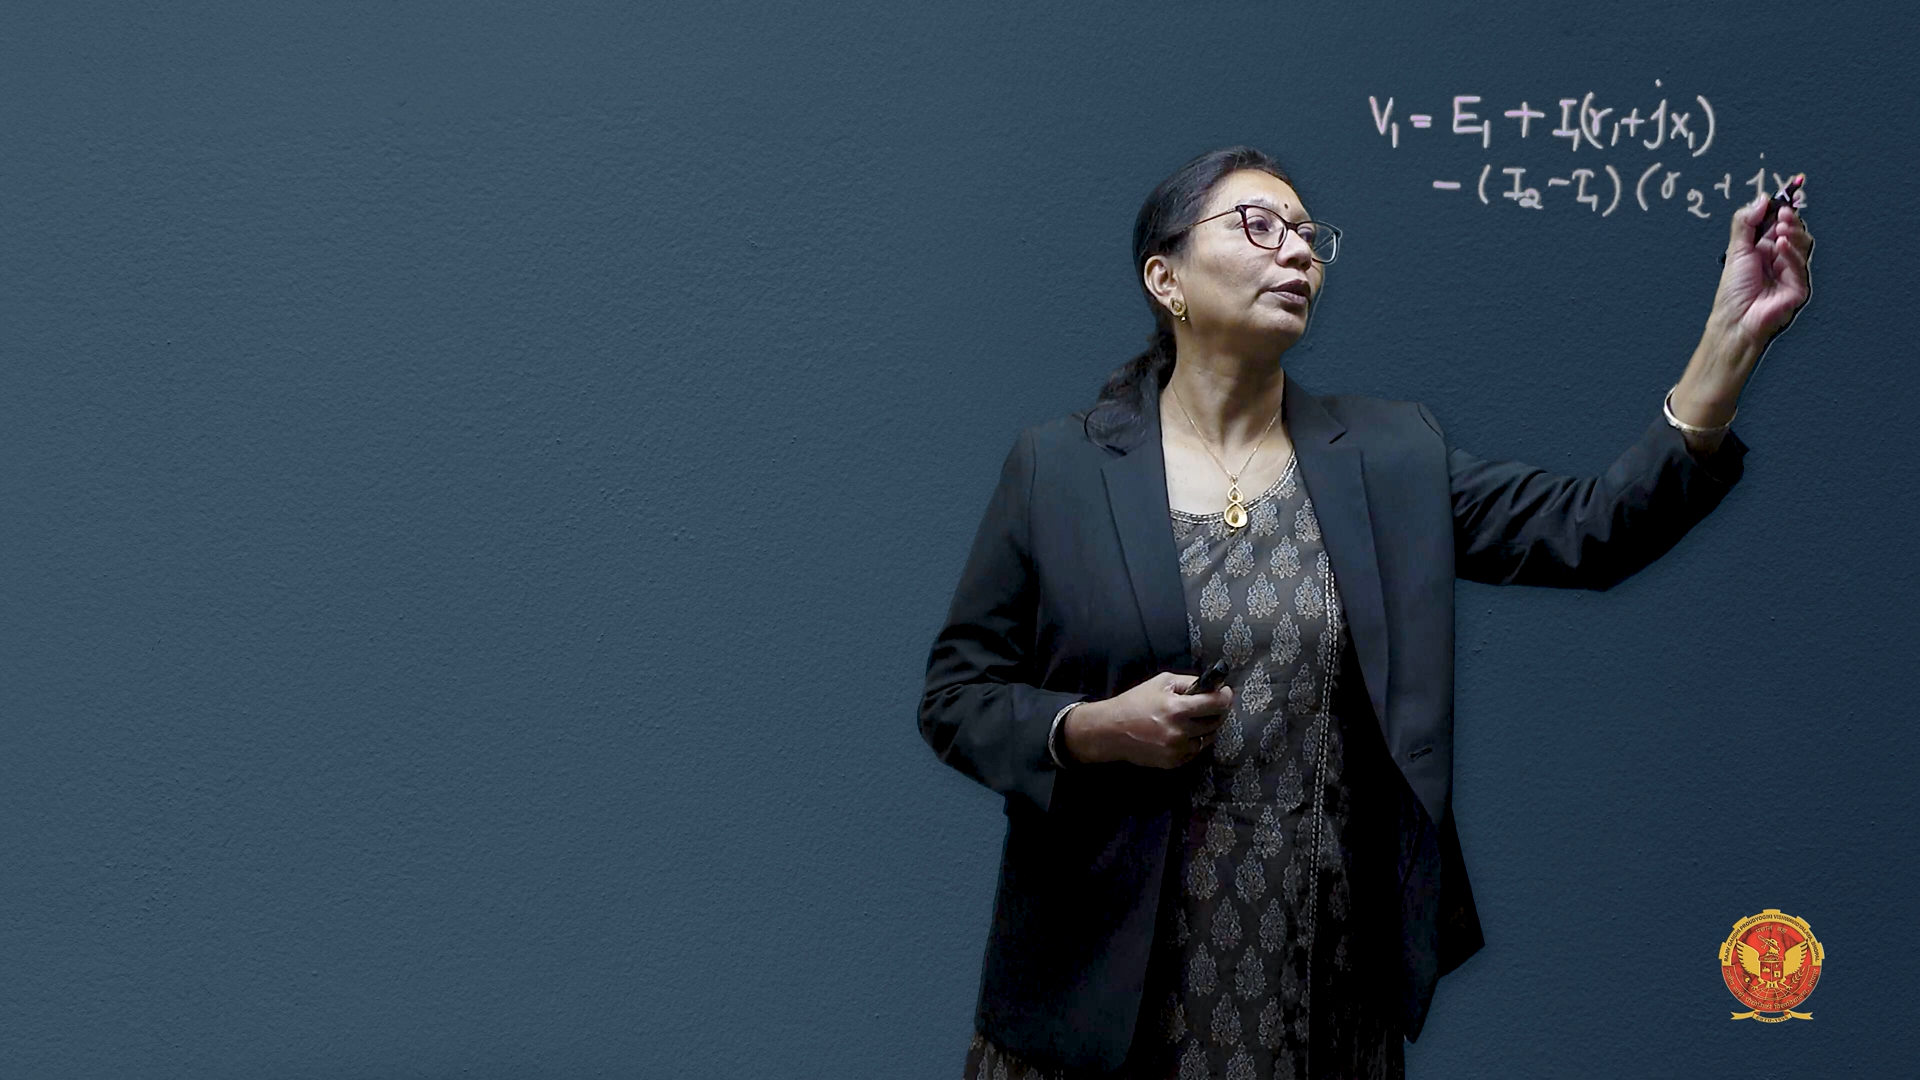 V₁ = E₁ + I₁(r₁+jx₁)
- (I₂-I₁) (r₂+jx₂